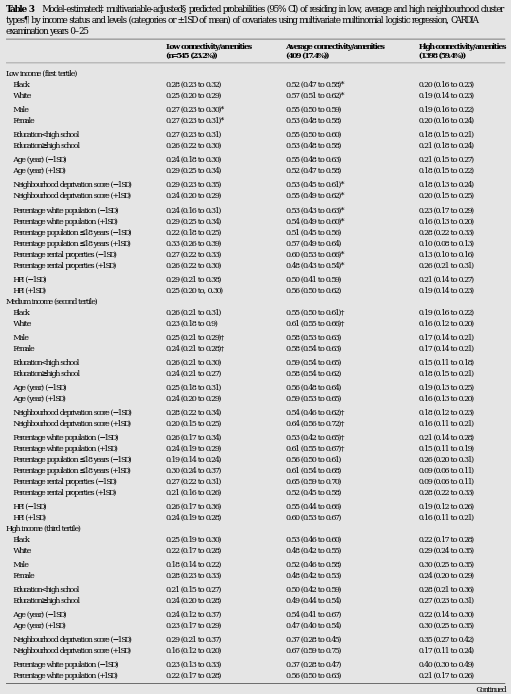 Table 3 Model-estimated‡ multivariable-adjusted§ predicted probabilities (95% CI) of residing in low, average and high neighbourhood cluster
types¶ by income status and levels (categories or ±1SD of mean) of covariates using multivariate multinomial logistic regression, CARDIA
examination years 0–25
Low connectivity/amenities Average connectivity/amenities High connectivity/amenities
(n=545 (23.2%)) (409 (17.4%)) (1398 (59.4%))
Low income (first tertile)
Black 0.28 (0.23 to 0.32) 0.52 (0.47 to 0.58)* 0.20 (0.16 to 0.23)
White 0.25 (0.20 to 0.29) 0.57 (0.51 to 0.62)* 0.19 (0.14 to 0.23)
Male 0.27 (0.23 to 0.30)* 0.55 (0.50 to 0.59) 0.19 (0.16 to 0.22)
Female 0.27 (0.23 to 0.31)* 0.53 (0.48 to 0.58) 0.20 (0.16 to 0.24)
Education<high school 0.27 (0.23 to 0.31) 0.55 (0.50 to 0.60) 0.18 (0.15 to 0.21)
Education≥high school 0.26 (0.22 to 0.30) 0.53 (0.48 to 0.58) 0.21 (0.18 to 0.24)
Age (year) (−1SD) 0.24 (0.18 to 0.30) 0.55 (0.48 to 0.63) 0.21 (0.15 to 0.27)
Age (year) (+1SD) 0.29 (0.25 to 0.34) 0.52 (0.47 to 0.58) 0.18 (0.15 to 0.22)
Neighbourhood deprivation score (−1SD) 0.29 (0.23 to 0.35) 0.53 (0.45 to 0.61)* 0.18 (0.13 to 0.24)
Neighbourhood deprivation score (+1SD) 0.24 (0.20 to 0.29) 0.55 (0.49 to 0.62)* 0.20 (0.15 to 0.25)
Percentage white population (−1SD) 0.24 (0.16 to 0.31) 0.53 (0.43 to 0.63)* 0.23 (0.17 to 0.29)
Percentage white population (+1SD) 0.29 (0.25 to 0.34) 0.54 (0.49 to 0.60)* 0.16 (0.13 to 0.20)
Percentage population ≤18 years (−1SD) 0.22 (0.18 to 0.25) 0.51 (0.45 to 0.56) 0.28 (0.22 to 0.33)
Percentage population ≤18 years (+1SD) 0.33 (0.26 to 0.39) 0.57 (0.49 to 0.64) 0.10 (0.08 to 0.13)
Percentage rental properties (−1SD) 0.27 (0.22 to 0.33) 0.60 (0.53 to 0.66)* 0.13 (0.10 to 0.16)
Percentage rental properties (+1SD) 0.26 (0.22 to 0.30) 0.48 (0.43 to 0.54)* 0.26 (0.21 to 0.31)
HPI (−1SD) 0.29 (0.21 to 0.38) 0.50 (0.41 to 0.59) 0.21 (0.14 to 0.27)
HPI (+1SD) 0.25 (0.20 to, 0.30) 0.56 (0.50 to 0.62) 0.19 (0.14 to 0.23)
Medium income (second tertile)
Black 0.26 (0.21 to 0.31) 0.55 (0.50 to 0.61)† 0.19 (0.16 to 0.22)
White 0.23 (0.18 to 0.9) 0.61 (0.55 to 0.66)† 0.16 (0.12 to 0.20)
Male 0.25 (0.21 to 0.29)† 0.58 (0.53 to 0.63) 0.17 (0.14 to 0.21)
Female 0.24 (0.21 to 0.28)† 0.58 (0.54 to 0.63) 0.17 (0.14 to 0.21)
Education<high school 0.26 (0.21 to 0.30) 0.59 (0.54 to 0.65) 0.15 (0.11 to 0.18)
Education≥high school 0.24 (0.21 to 0.27) 0.58 (0.54 to 0.62) 0.18 (0.15 to 0.21)
Age (year) (−1SD) 0.25 (0.18 to 0.31) 0.56 (0.48 to 0.64) 0.19 (0.13 to 0.25)
Age (year) (+1SD) 0.24 (0.20 to 0.29) 0.59 (0.53 to 0.65) 0.16 (0.13 to 0.20)
Neighbourhood deprivation score (−1SD) 0.28 (0.22 to 0.34) 0.54 (0.46 to 0.62)† 0.18 (0.12 to 0.23)
Neighbourhood deprivation score (+1SD) 0.20 (0.15 to 0.25) 0.64 (0.56 to 0.72)† 0.16 (0.11 to 0.21)
Percentage white population (−1SD) 0.26 (0.17 to 0.34) 0.53 (0.42 to 0.65)† 0.21 (0.14 to 0.28)
Percentage white population (+1SD) 0.24 (0.19 to 0.29) 0.61 (0.55 to 0.67)† 0.15 (0.11 to 0.19)
Percentage population ≤18 years (−1SD) 0.19 (0.14 to 0.24) 0.56 (0.50 to 0.61) 0.26 (0.20 to 0.31)
Percentage population ≤18 years (+1SD) 0.30 (0.24 to 0.37) 0.61 (0.54 to 0.68) 0.09 (0.06 to 0.11)
Percentage rental properties (−1SD) 0.27 (0.22 to 0.31) 0.65 (0.59 to 0.70) 0.09 (0.06 to 0.11)
Percentage rental properties (+1SD) 0.21 (0.16 to 0.26) 0.52 (0.45 to 0.58) 0.28 (0.22 to 0.33)
HPI (−1SD) 0.26 (0.17 to 0.36) 0.55 (0.44 to 0.66) 0.19 (0.12 to 0.26)
HPI (+1SD) 0.24 (0.19 to 0.28) 0.60 (0.53 to 0.67) 0.16 (0.11 to 0.21)
High income (third tertile)
Black 0.25 (0.19 to 0.30) 0.53 (0.46 to 0.60) 0.22 (0.17 to 0.28)
White 0.22 (0.17 to 0.28) 0.48 (0.42 to 0.55) 0.29 (0.24 to 0.35)
Male 0.18 (0.14 to 0.22) 0.52 (0.46 to 0.58) 0.30 (0.25 to 0.35)
Female 0.28 (0.23 to 0.33) 0.48 (0.42 to 0.53) 0.24 (0.20 to 0.29)
Education<high school 0.21 (0.15 to 0.27) 0.50 (0.42 to 0.59) 0.28 (0.21 to 0.36)
Education≥high school 0.24 (0.20 to 0.28) 0.49 (0.44 to 0.54) 0.27 (0.23 to 0.31)
Age (year) (−1SD) 0.24 (0.12 to 0.37) 0.54 (0.41 to 0.67) 0.22 (0.14 to 0.30)
Age (year) (+1SD) 0.23 (0.17 to 0.29) 0.47 (0.40 to 0.54) 0.30 (0.25 to 0.35)
Neighbourhood deprivation score (−1SD) 0.29 (0.21 to 0.37) 0.37 (0.28 to 0.45) 0.35 (0.27 to 0.42)
Neighbourhood deprivation score (+1SD) 0.16 (0.12 to 0.20) 0.67 (0.59 to 0.75) 0.17 (0.11 to 0.24)
Percentage white population (−1SD) 0.23 (0.13 to 0.33) 0.37 (0.28 to 0.47) 0.40 (0.30 to 0.49)
Percentage white population (+1SD) 0.22 (0.17 to 0.28) 0.56 (0.50 to 0.63) 0.21 (0.17 to 0.26)
Continued